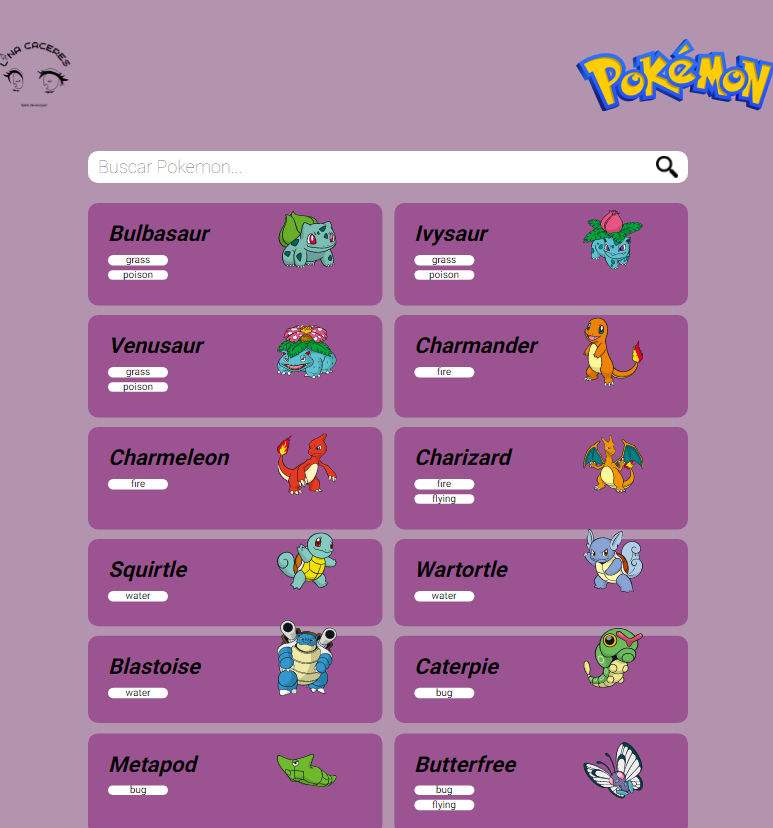 NA CACERES
POKéMON
Buscar Pokemon...
Bulbasaur
grass
poison
Ivysaur
grass
poison
Venusaur
grass
poison
Charmander
fire
Charmeleon
fire
Charizard
fire
flying
Squirtle
water
Wartortle
water
Blastoise
water
Caterpie
bug
Metapod
bug
Butterfree
bug
flying